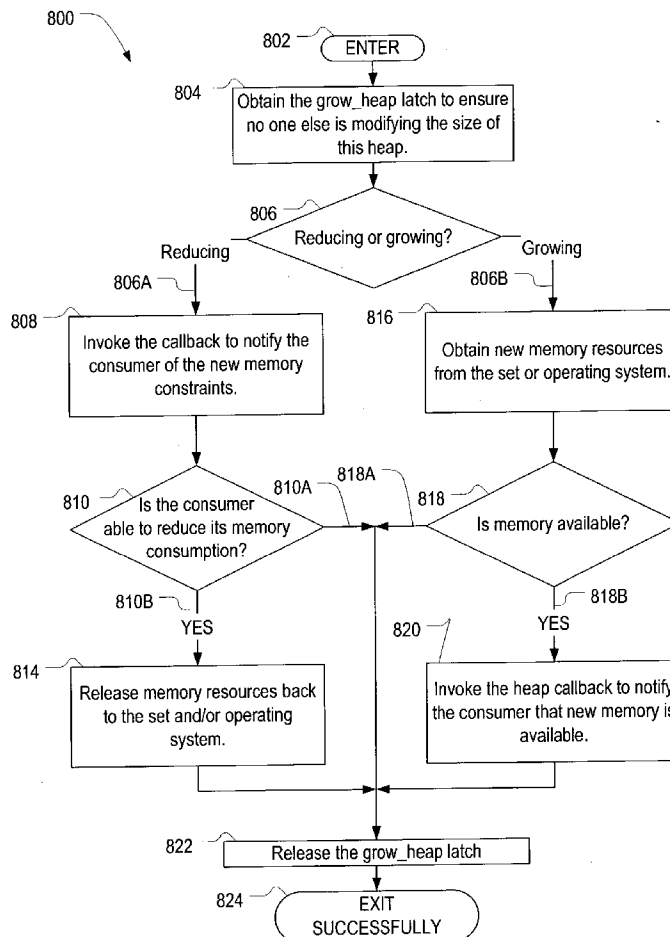 800
802
ENTER
804
Obtain the grow_heap latch to ensure
no one else is modifying the size of
this heap.
806
Reducing or growing?
Reducing
Growing
806A
806B
808
Invoke the callback to notify the
consumer of the new memory
constraints.
816
Obtain new memory resources
from the set or operating system.
810
Is the consumer
able to reduce its memory
consumption?
810A
818A
818
Is memory available?
810B
YES
818B
YES
814
Release memory resources back
to the set and/or operating
system.
820
Invoke the heap callback to notify
the consumer that new memory is
available.
822
Release the grow_heap latch
824
EXIT
SUCCESSFULLY